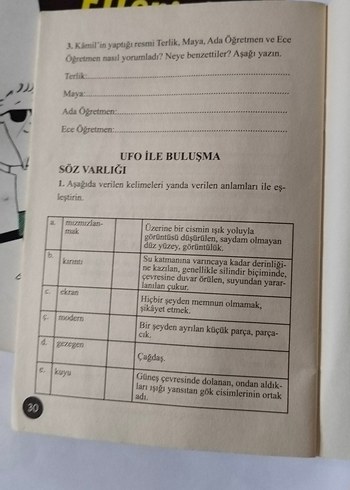 3. Kâmil'in yaptığı resmi Terlik, Maya, Ada Öğretmen ve Ece
Öğretmen nasıl yorumladı? Neye benzettiler? Aşağı yazın.
Terlik:
Maya:
Ada Öğretmen:
Ece Öğretmen:
UFO İLE BULUŞMA
SÖZ VARLIĞI
1. Aşağıda verilen kelimeleri yanda verilen anlamları ile eş-
leştirin.
a. mızmızlan-
mak
Üzerine bir cismin ışık yoluyla
görüntüsü düşürülen, saydam olmayan
düz yüzey, görüntülük.
b. kırıntı
Su katmanına varıncaya kadar derinliği-
ne kazılan, genellikle silindir biçiminde,
çevresine duvar örülen, suyundan yarar-
lanılan çukur.
c. ekran
Hiçbir şeyden memnun olmamak,
şikâyet etmek.
ç. modern
Bir şeyden ayrılan küçük parça, parça-
cık.
d. gezegen
Çağdaş.
e. kuyu
Güneş çevresinde dolanan, ondan aldık-
ları ışığı yansıtan gök cisimlerinin ortak
adı.
30